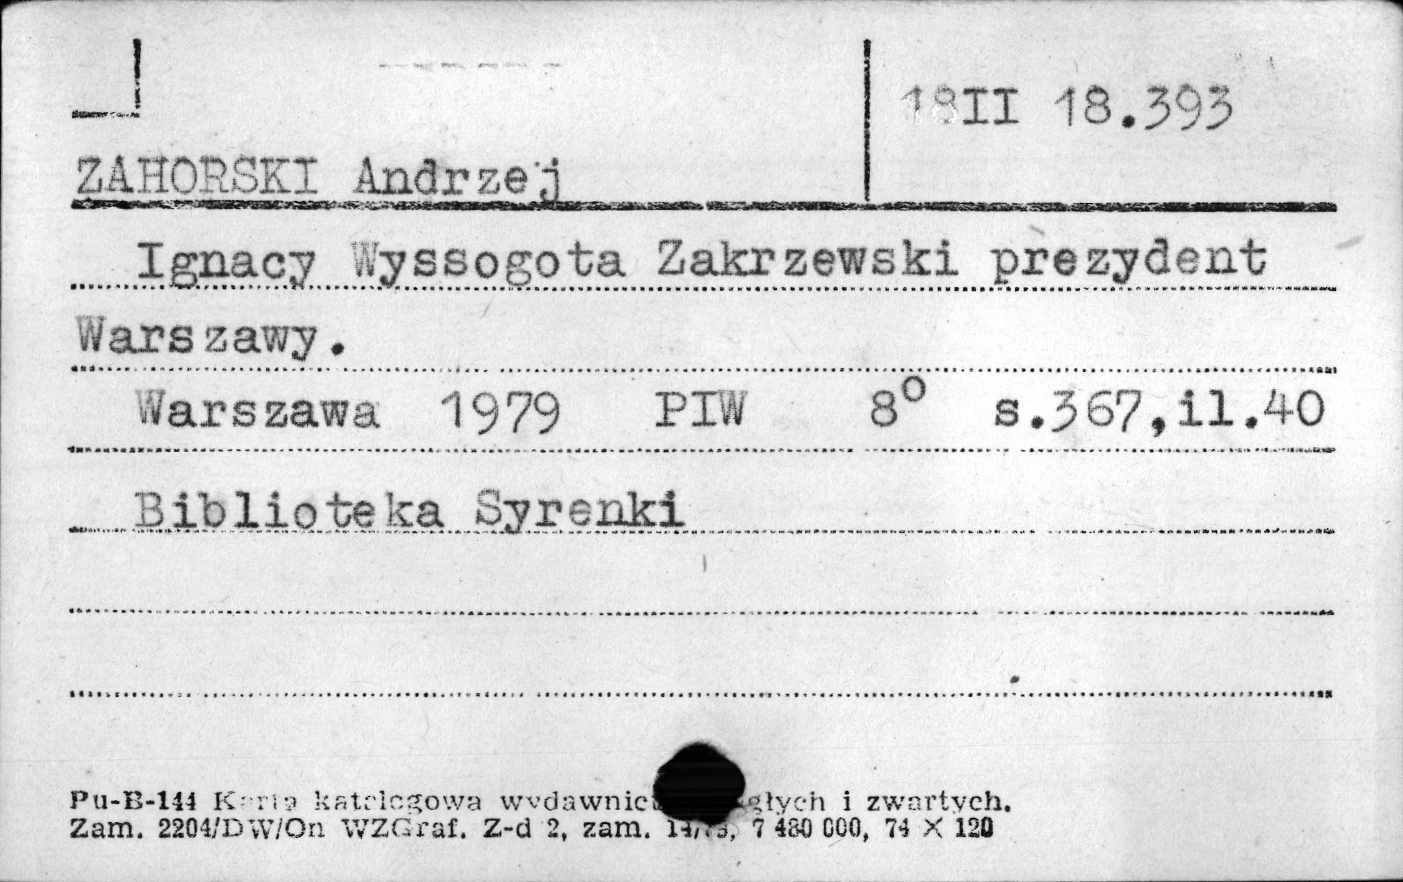 18II 18.393
ZAHORSKI Andrzej
Ignacy Wyssogota Zakrzewski prezydent
Warszawy.
Warszawa 1979 PIW 8° s.367,il.40
Biblioteka Syrenki
Pu-B-144 Karta katalogowa i zwartych.
Zam. 2204/DW/On WZGraf. Z-d 2, zam. 7 480 000, 74 X 120